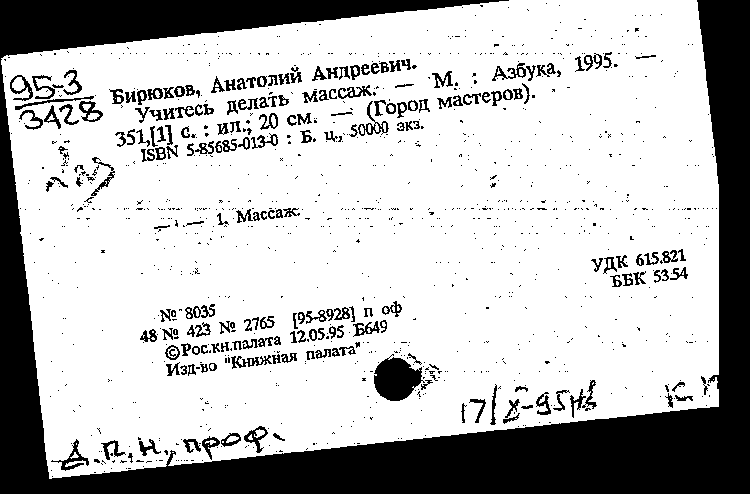 95-3
3428
Бирюков, Анатолий Андреевич.
Учитесь делать массаж. — М. : Азбука, 1995. —
351,[1] с. : ил.; 20 см. — (Город мастеров).
ISBN 5-85685-013-0 : Б. ц., 50000 экз.
— . — 1. Массаж.
УДК 615.821
ББК 53.54
№ 8035
48 № 423 № 2765 [95-8928] п оф
©Рос.кн.палата 12.05.95 Б649
Изд-во "Книжная палата"
17/X-95
Д.п.н., проф.